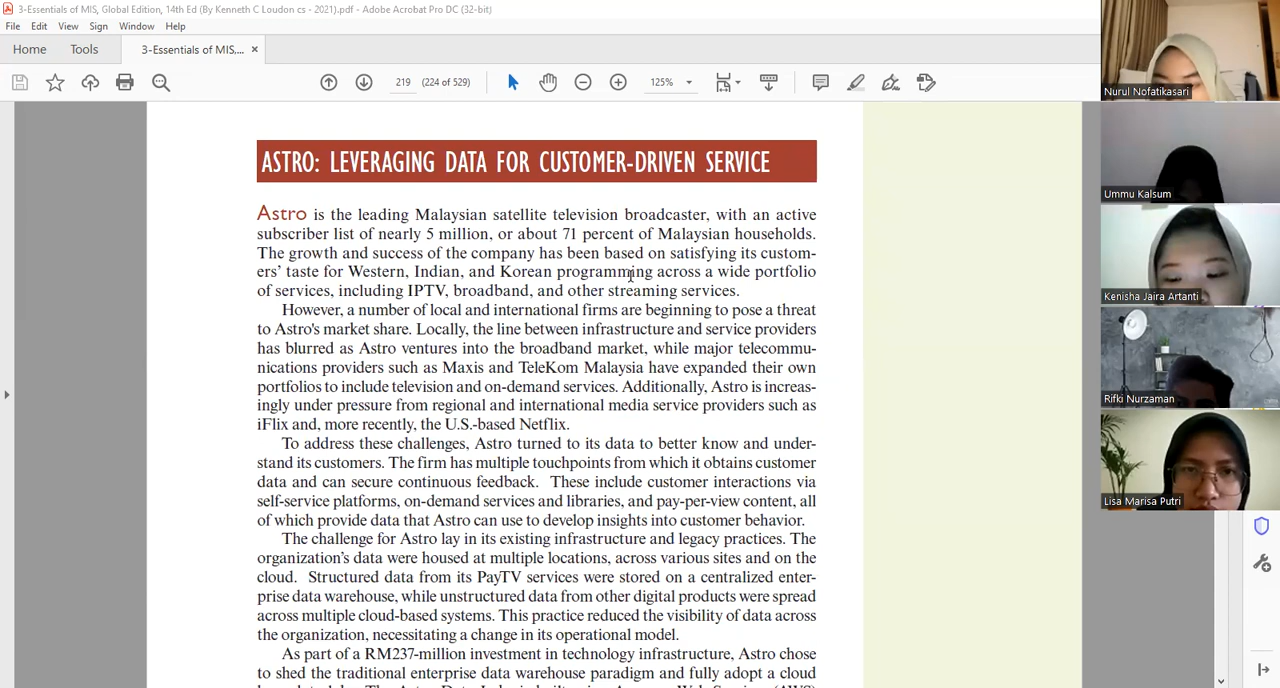 3-Essentials of MIS, Global Edition, 14th Ed (By Kenneth C Loudon cs - 2021).pdf - Adobe Acrobat Pro DC (32-bit)
File Edit View Sign Window Help
Home Tools 3-Essentials of MIS,... ×
219 (224 of 529) 125%
ASTRO: LEVERAGING DATA FOR CUSTOMER-DRIVEN SERVICE
Astro is the leading Malaysian satellite television broadcaster, with an active
subscriber list of nearly 5 million, or about 71 percent of Malaysian households.
The growth and success of the company has been based on satisfying its custom-
ers' taste for Western, Indian, and Korean programming across a wide portfolio
of services, including IPTV, broadband, and other streaming services.
However, a number of local and international firms are beginning to pose a threat
to Astro's market share. Locally, the line between infrastructure and service providers
has blurred as Astro ventures into the broadband market, while major telecommu-
nications providers such as Maxis and TeleKom Malaysia have expanded their own
portfolios to include television and on-demand services. Additionally, Astro is increas-
ingly under pressure from regional and international media service providers such as
iFlix and, more recently, the U.S.-based Netflix.
To address these challenges, Astro turned to its data to better know and under-
stand its customers. The firm has multiple touchpoints from which it obtains customer
data and can secure continuous feedback. These include customer interactions via
self-service platforms, on-demand services and libraries, and pay-per-view content, all
of which provide data that Astro can use to develop insights into customer behavior.
The challenge for Astro lay in its existing infrastructure and legacy practices. The
organization's data were housed at multiple locations, across various sites and on the
cloud. Structured data from its PayTV services were stored on a centralized enter-
prise data warehouse, while unstructured data from other digital products were spread
across multiple cloud-based systems. This practice reduced the visibility of data across
the organization, necessitating a change in its operational model.
As part of a RM237-million investment in technology infrastructure, Astro chose
to shed the traditional enterprise data warehouse paradigm and fully adopt a cloud
Nurul Nofatikasari
Ummu Kalsum
Kenisha Jaira Artanti
Rifki Nurzaman
Lisa Marisa Putri